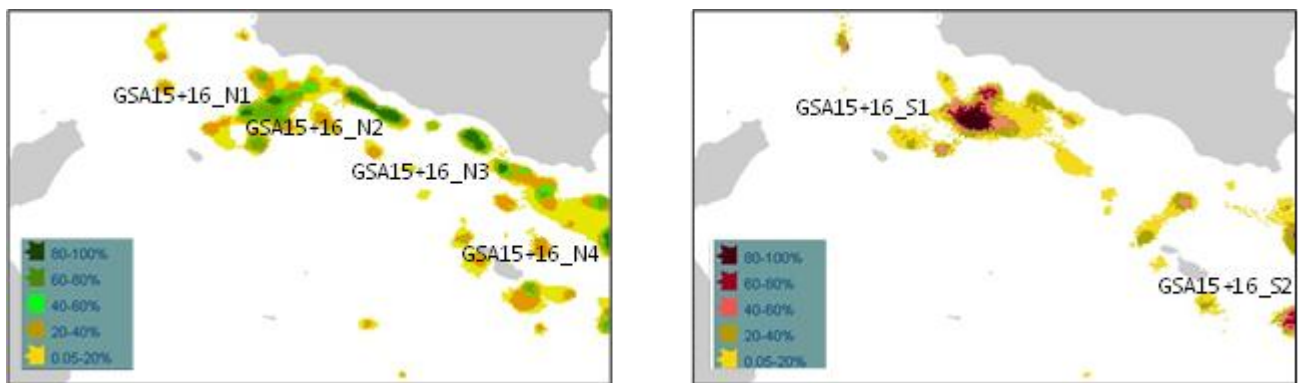 GSA15+16_N1
GSA15+16_N2
GSA15+16_N3
GSA15+16_N4
80-100%
60-80%
40-60%
20-40%
0.05-20%
GSA15+16_S1
GSA15+16_S2
80-100%
60-80%
40-60%
20-40%
0.05-20%